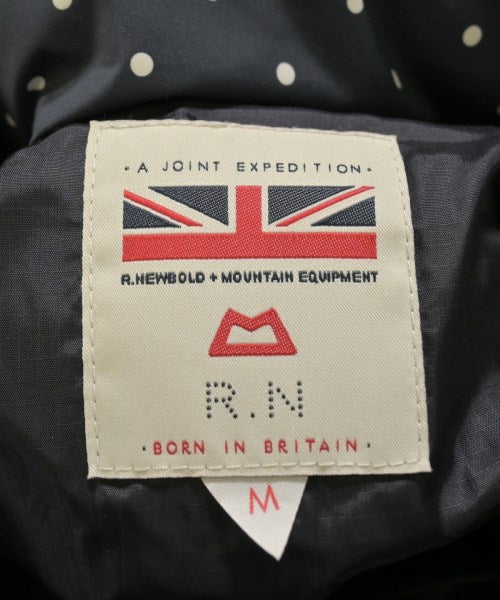 · A JOINT EXPEDITION ·
R.NEWBOLD + MOUNTAIN EQUIPMENT
R.N
· BORN IN BRITAIN ·
M